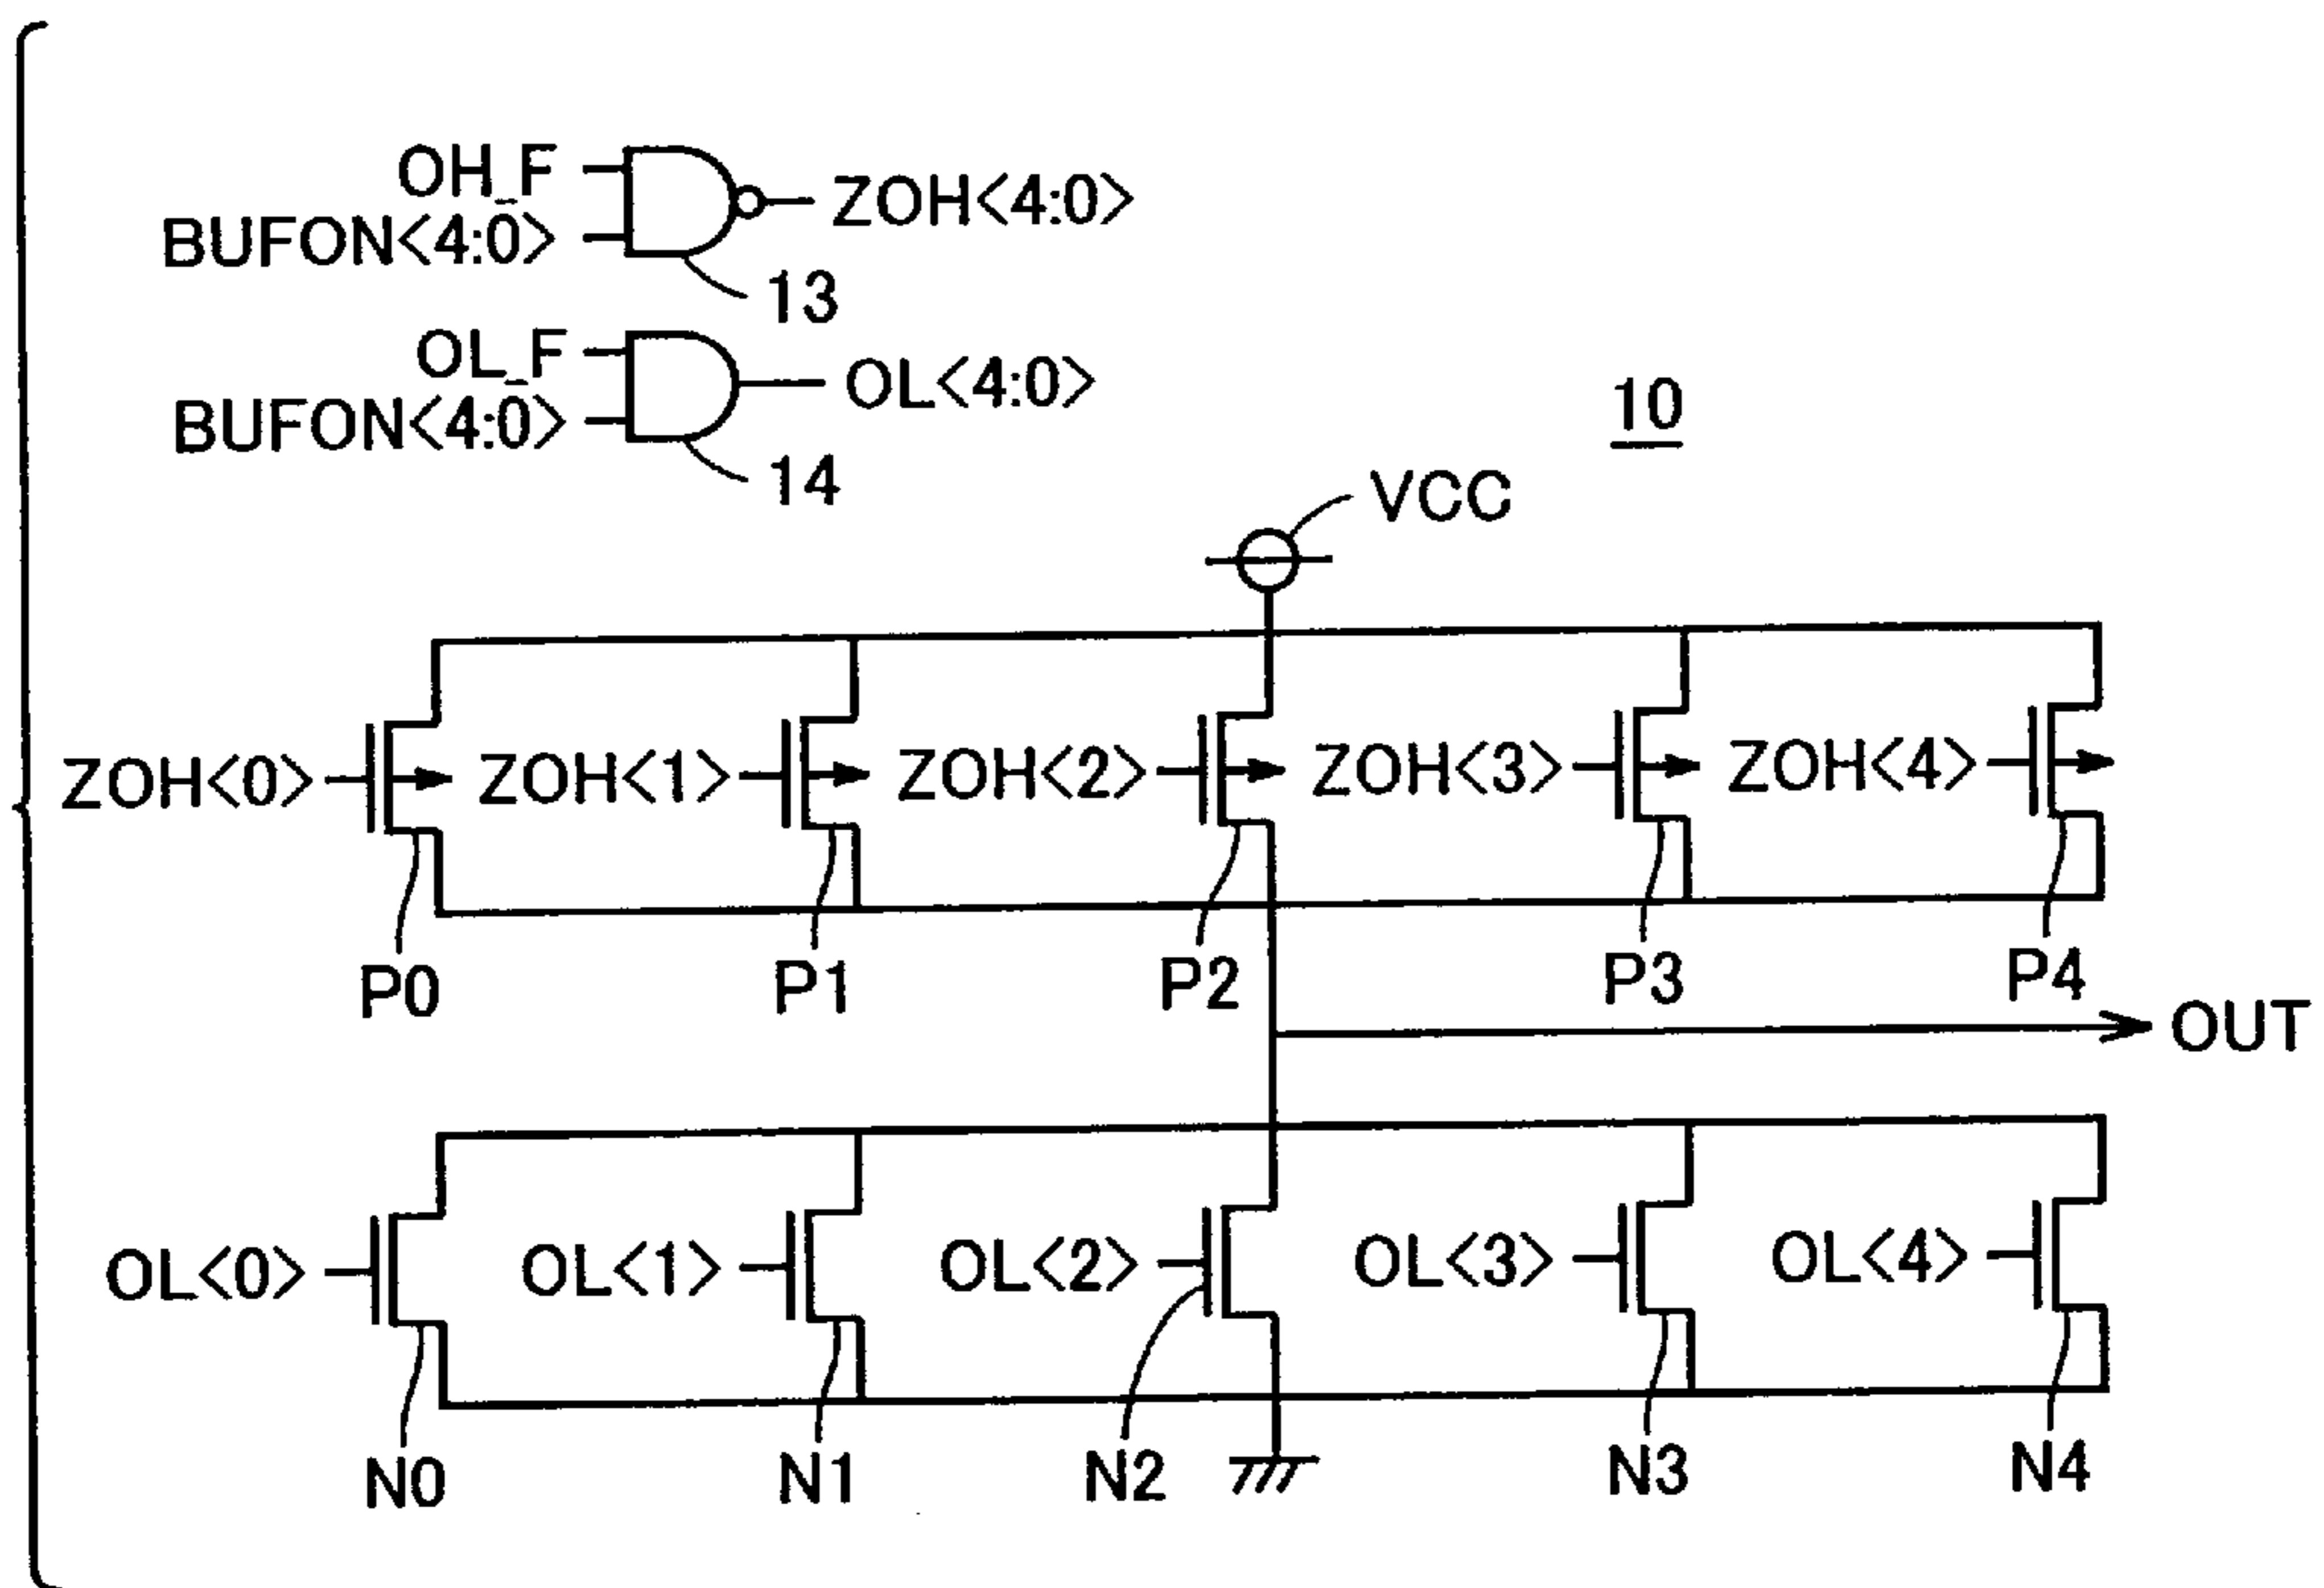 OH_F
BUFON<4:0>
ZOH<4:0>
13
OL_F
BUFON<4:0>
OL<4:0>
14
10
VCC
ZOH<0> ZOH<1> ZOH<2> ZOH<3> ZOH<4>
P0 P1 P2 P3 P4
OUT
OL<0> OL<1> OL<2> OL<3> OL<4>
N0 N1 N2 N3 N4